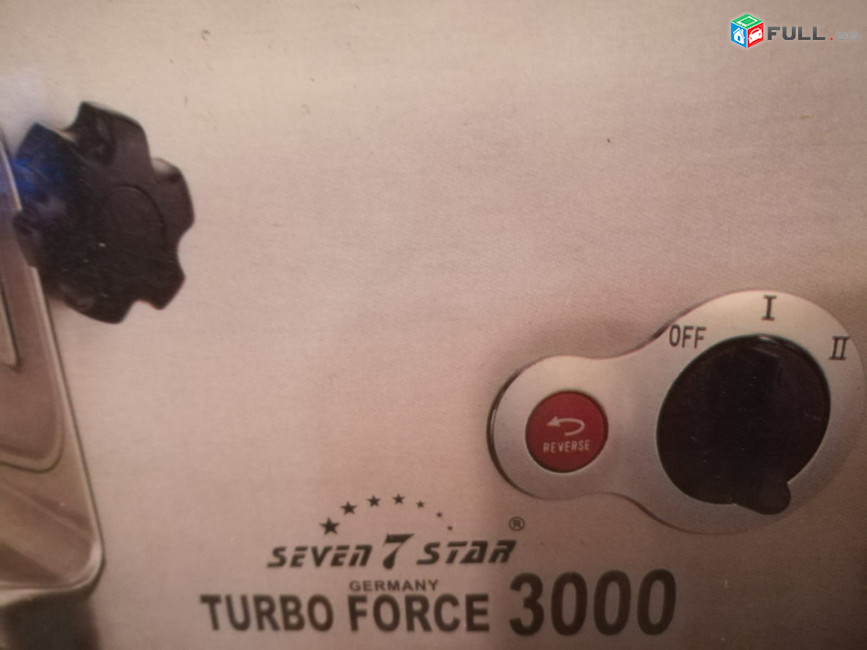 FULL
OFF
I
II
REVERSE
SEVEN 7 STAR ®
GERMANY
TURBO FORCE 3000